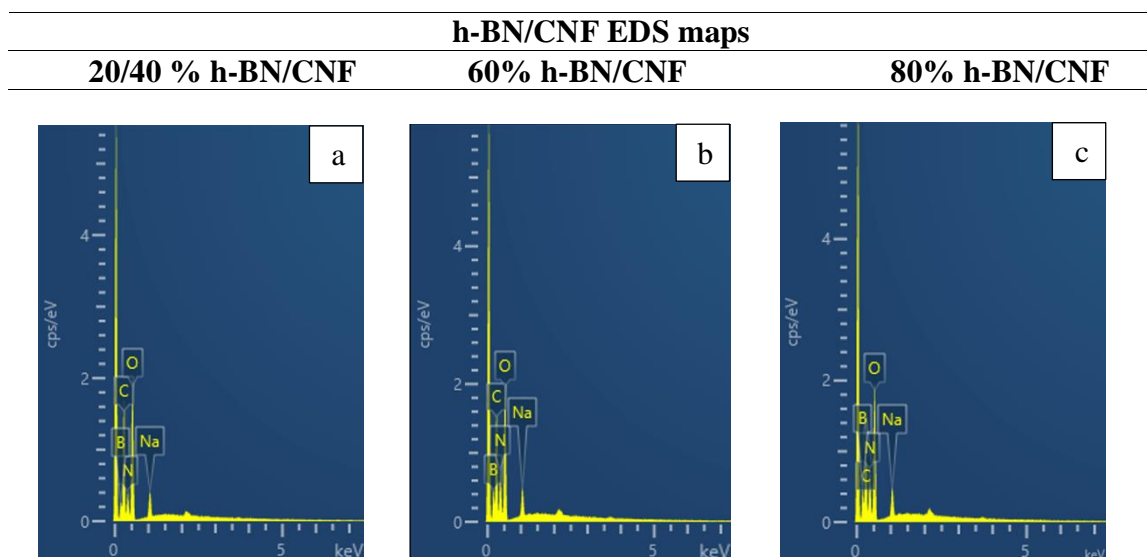 h-BN/CNF EDS maps
20/40 % h-BN/CNF 60% h-BN/CNF 80% h-BN/CNF
a
4
2
0
cps/eV
O
C
B
Na
N
0 5 keV
b
4
2
0
cps/eV
O
C
Na
N
B
0 5 keV
c
4
2
0
cps/eV
O
B
Na
N
C
0 5 keV